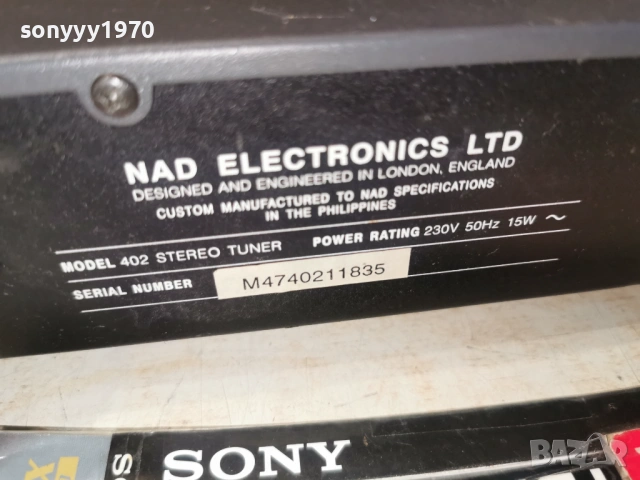 sonyyy1970
NAD ELECTRONICS LTD
DESIGNED AND ENGINEERED IN LONDON, ENGLAND
CUSTOM MANUFACTURED TO NAD SPECIFICATIONS
IN THE PHILIPPINES
MODEL 402 STEREO TUNER POWER RATING 230V 50Hz 15W ~
SERIAL NUMBER M4740211835
SONY
BAZAR